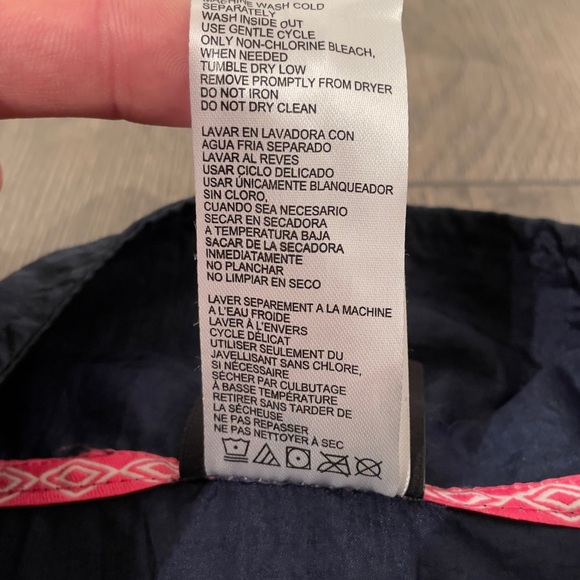 MACHINE WASH COLD
SEPARATELY
WASH INSIDE OUT
USE GENTLE CYCLE
ONLY NON-CHLORINE BLEACH,
WHEN NEEDED
TUMBLE DRY LOW
REMOVE PROMPTLY FROM DRYER
DO NOT IRON
DO NOT DRY CLEAN
LAVAR EN LAVADORA CON
AGUA FRIA SEPARADO
LAVAR AL REVES
USAR CICLO DELICADO
USAR ÚNICAMENTE BLANQUEADOR
SIN CLORO,
CUANDO SEA NECESARIO
SECAR EN SECADORA
A TEMPERATURA BAJA
SACAR DE LA SECADORA
INMEDIATAMENTE
NO PLANCHAR
NO LIMPIAR EN SECO
LAVER SEPAREMENT A LA MACHINE
A L'EAU FROIDE
LAVER À L'ENVERS
CYCLE DÉLICAT
UTILISER SEULEMENT DU
JAVELLISANT SANS CHLORE,
SI NÉCESSAIRE
SÉCHER PAR CULBUTAGE
À BASSE TEMPÉRATURE
RETIRER SANS TARDER DE
LA SÉCHEUSE
NE PAS REPASSER
NE PAS NETTOYER À SEC